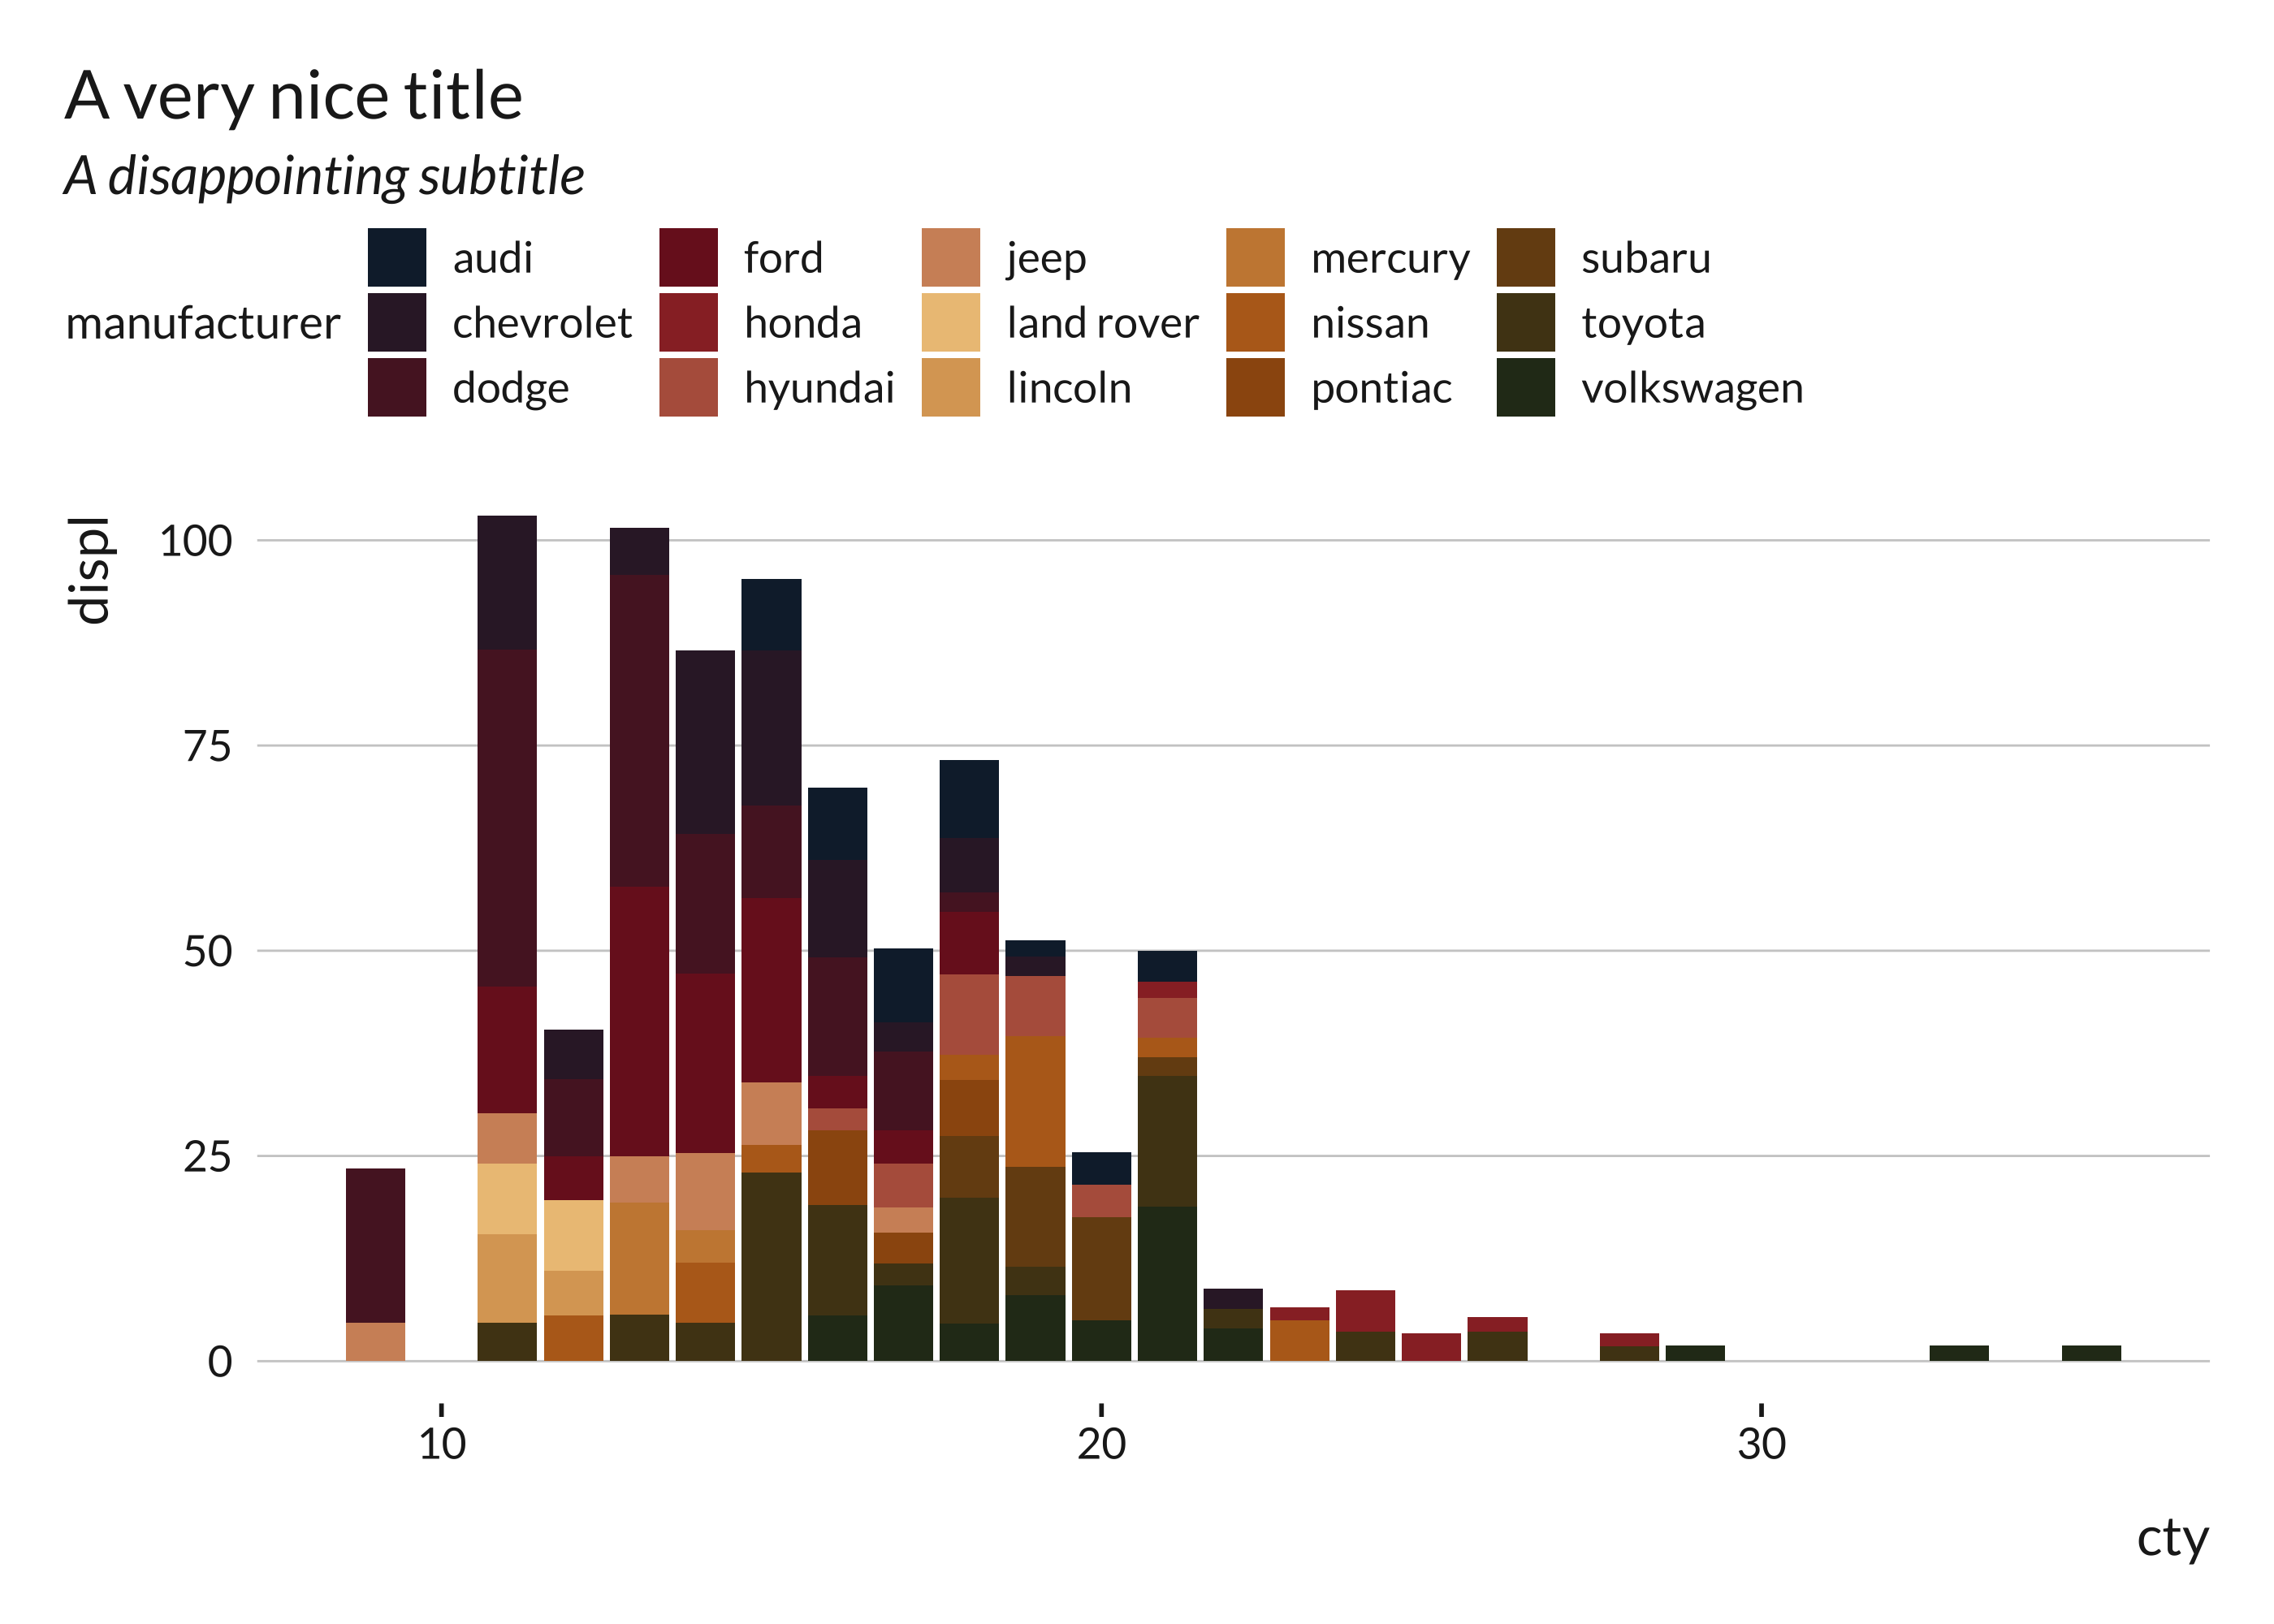 A very nice title
A disappointing subtitle
audi ford jeep mercury subaru
manufacturer chevrolet honda land rover nissan toyota
dodge hyundai lincoln pontiac volkswagen
displ
100
75
50
25
0
10 20 30
cty